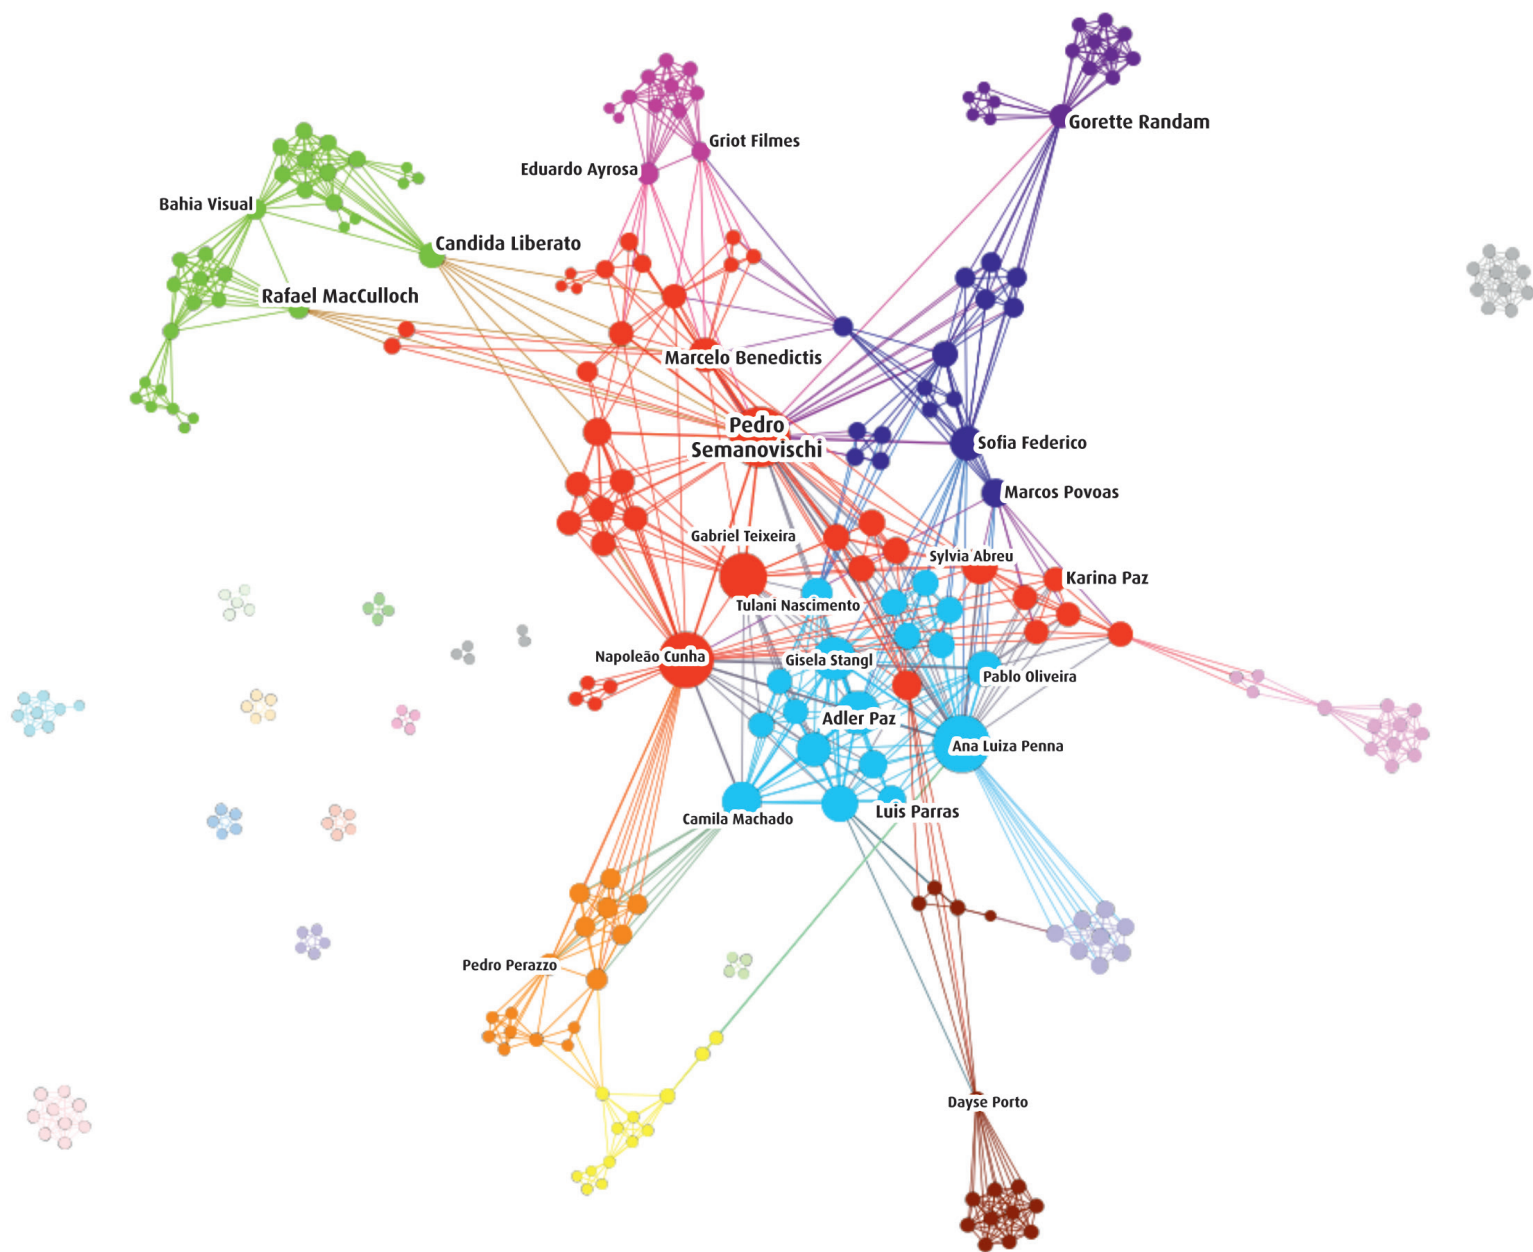 Gorette Randam
Griot Filmes
Eduardo Ayrosa
Bahia Visual
Candida Liberato
Rafael MacCulloch
Marcelo Benedictis
Pedro
Semanovischi
Sofia Federico
Marcos Povoas
Gabriel Teixeira
Sylvia Abreu
Karina Paz
Tulani Nascimento
Napoleão Cunha
Gisela Stangl
Pablo Oliveira
Adler Paz
Ana Luiza Penna
Luis Parras
Camila Machado
Pedro Perazzo
Dayse Porto